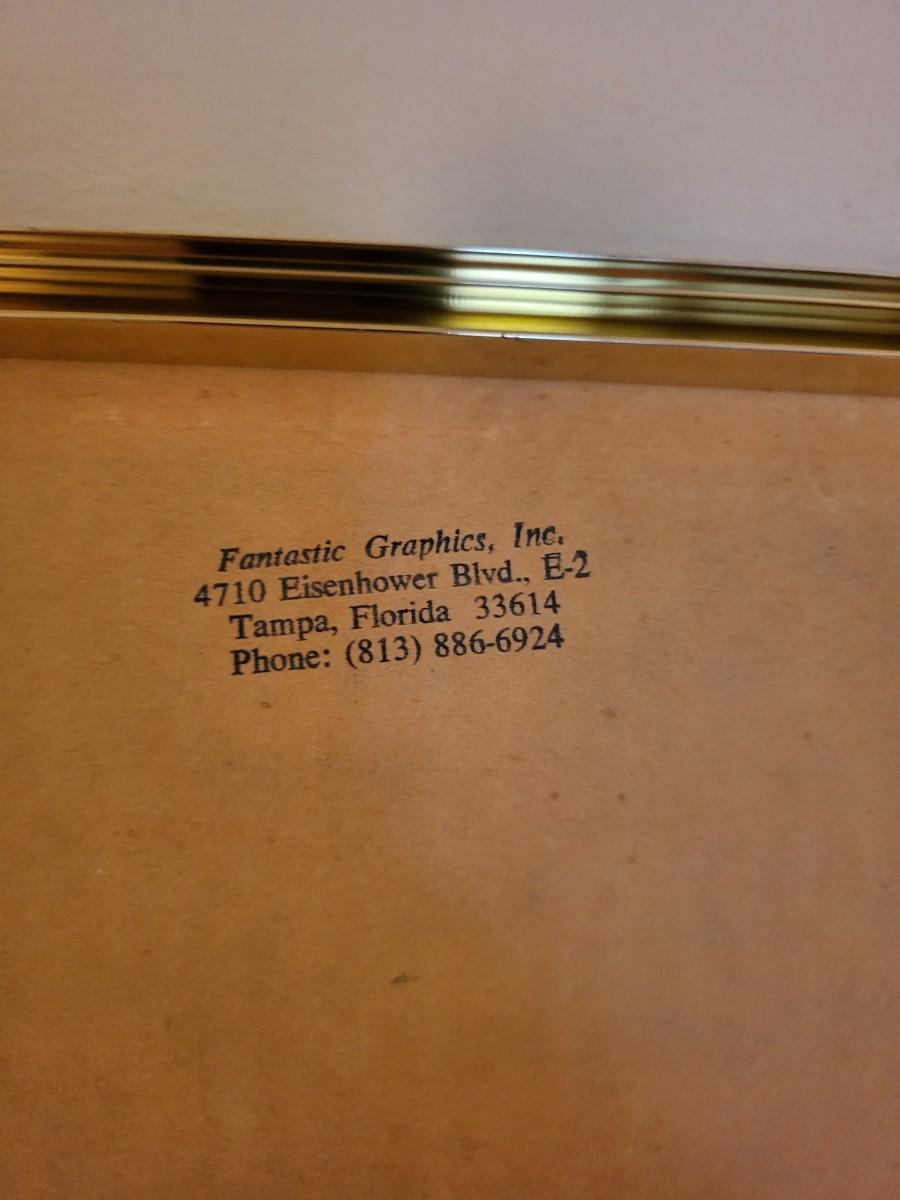 Fantastic Graphics, Inc.
4710 Eisenhower Blvd., E-2
Tampa, Florida 33614
Phone: (813) 886-6924